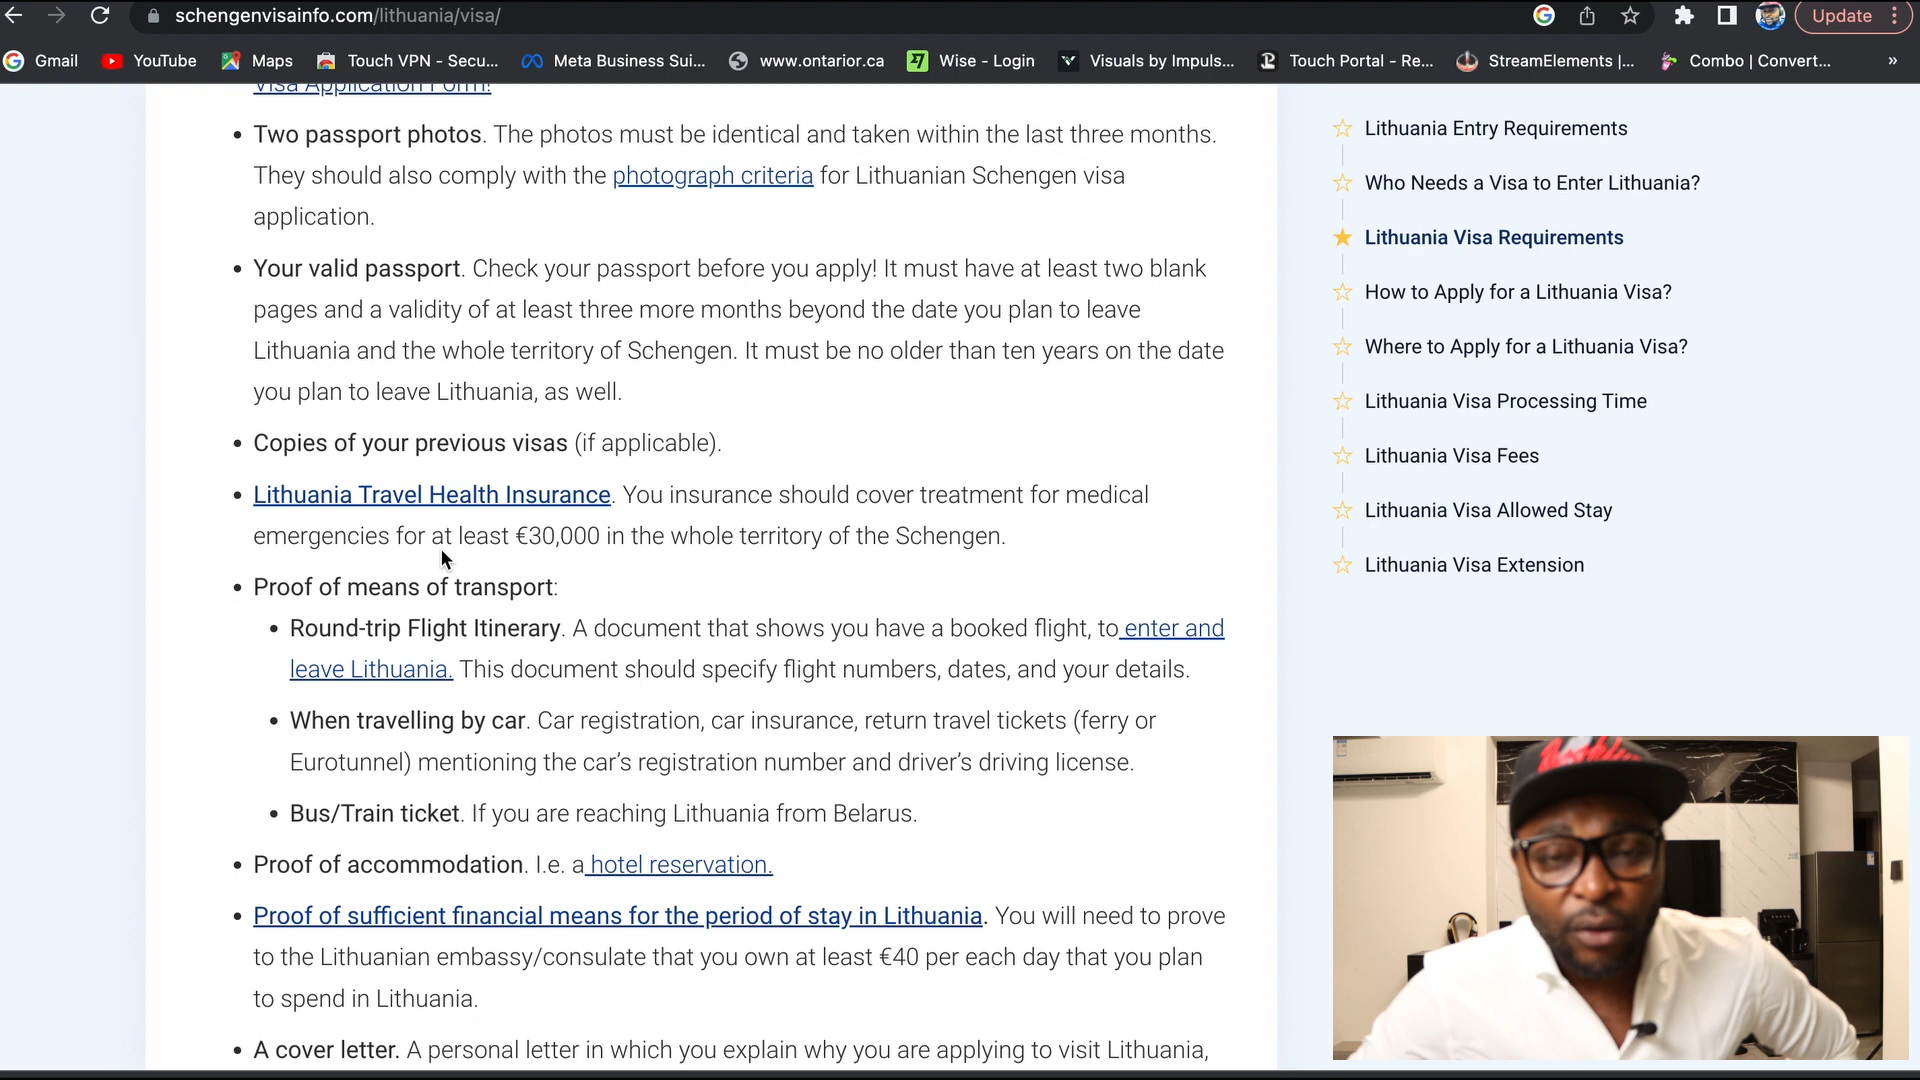 schengenvisainfo.com/lithuania/visa/
Update
Gmail
YouTube
Maps
Touch VPN - Secu...
Meta Business Sui...
www.ontarior.ca
Wise - Login
Visuals by Impuls...
Touch Portal - Re...
StreamElements |...
Combo | Convert...
»
Visa Application Form!
• Two passport photos. The photos must be identical and taken within the last three months.
They should also comply with the photograph criteria for Lithuanian Schengen visa
application.
• Your valid passport. Check your passport before you apply! It must have at least two blank
pages and a validity of at least three more months beyond the date you plan to leave
Lithuania and the whole territory of Schengen. It must be no older than ten years on the date
you plan to leave Lithuania, as well.
• Copies of your previous visas (if applicable).
• Lithuania Travel Health Insurance. You insurance should cover treatment for medical
emergencies for at least €30,000 in the whole territory of the Schengen.
• Proof of means of transport:
• Round-trip Flight Itinerary. A document that shows you have a booked flight, to enter and
leave Lithuania. This document should specify flight numbers, dates, and your details.
• When travelling by car. Car registration, car insurance, return travel tickets (ferry or
Eurotunnel) mentioning the car’s registration number and driver’s driving license.
• Bus/Train ticket. If you are reaching Lithuania from Belarus.
• Proof of accommodation. I.e. a hotel reservation.
• Proof of sufficient financial means for the period of stay in Lithuania. You will need to prove
to the Lithuanian embassy/consulate that you own at least €40 per each day that you plan
to spend in Lithuania.
• A cover letter. A personal letter in which you explain why you are applying to visit Lithuania,
Lithuania Entry Requirements
Who Needs a Visa to Enter Lithuania?
Lithuania Visa Requirements
How to Apply for a Lithuania Visa?
Where to Apply for a Lithuania Visa?
Lithuania Visa Processing Time
Lithuania Visa Fees
Lithuania Visa Allowed Stay
Lithuania Visa Extension